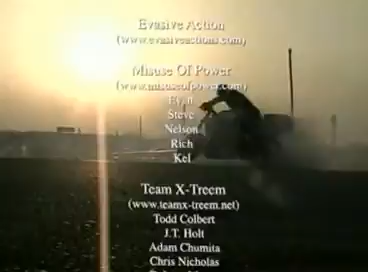 Evasive Action
(www.evasiveactions.com)
Misuse Of Power
(www.misuseofpower.com)
Evan
Steve
Nelson
Rich
Kel
Team X-Treem
(www.teamx-treem.net)
Todd Colbert
J.T. Holt
Adam Chumita
Chris Nicholas